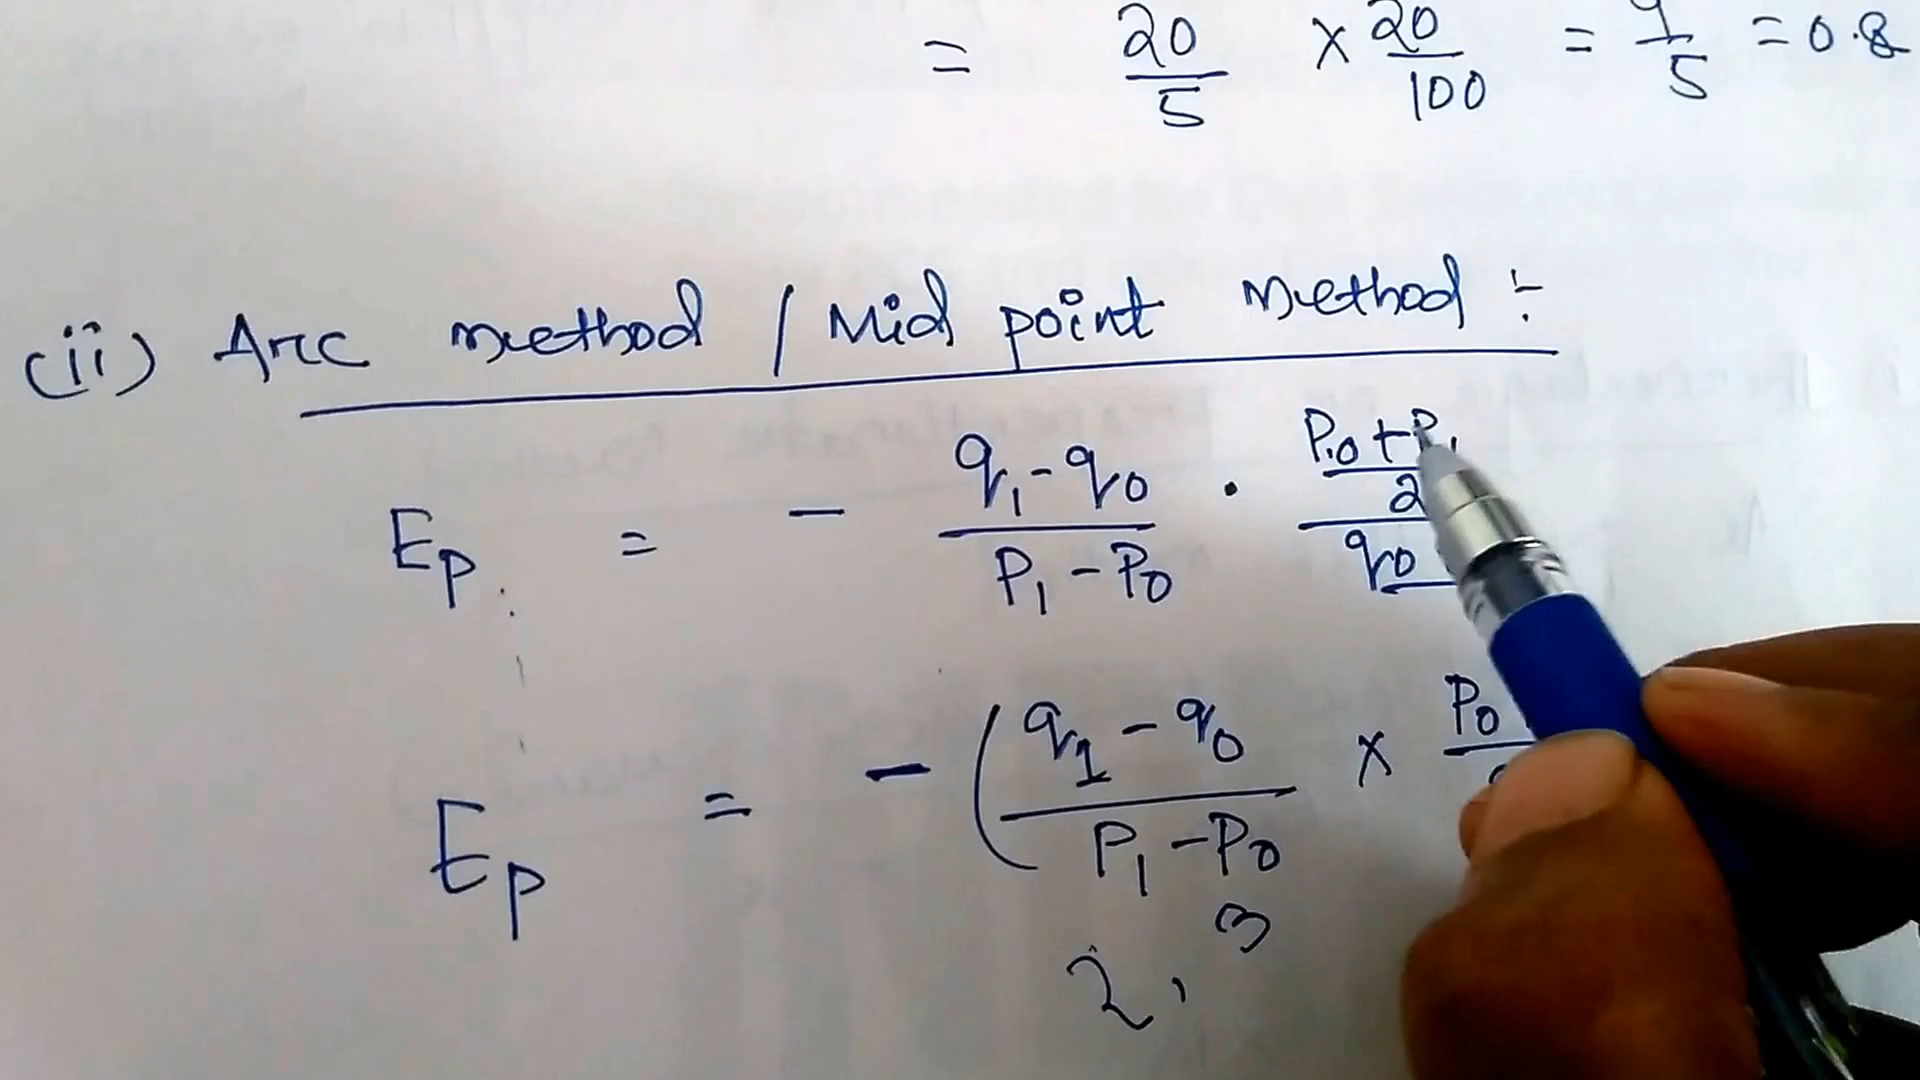 = 20/5 × 20/100 = 4/5 = 0.8
(ii) Arc method / Mid point method :-
Ep = - q1-q0/P1-P0 . P0+P1/2/q0
Ep = - (q1-q0/P1-P0 × P0
2, 3